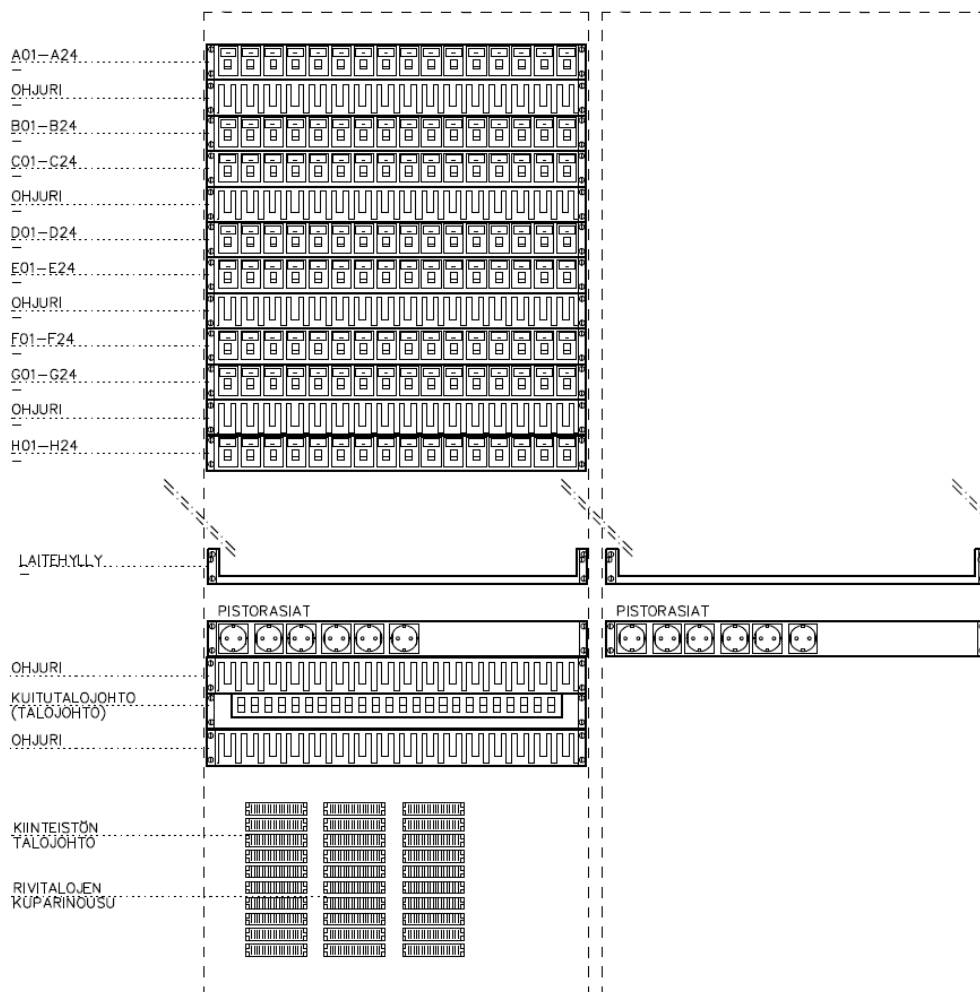 A01-A24
OHJURI
B01-B24
C01-C24
OHJURI
D01-D24
E01-E24
OHJURI
F01-F24
G01-G24
OHJURI
H01-H24
LAITEHYLLY
PISTORASIAT
PISTORASIAT
OHJURI
KUITUTALOJOHTO
(TALOJOHTO)
OHJURI
KIINTEISTÖN
TALOJOHTO
RIVITALOJEN
KUPARINOUSU